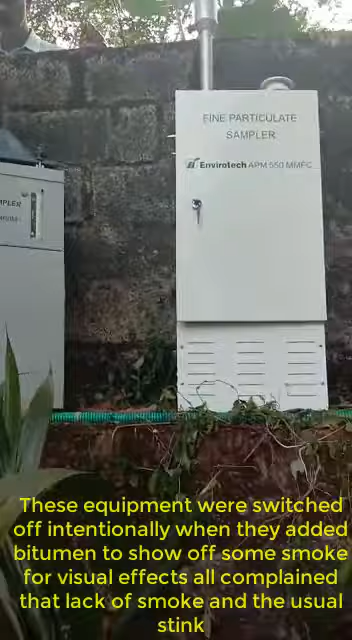 FINE PARTICULATE
SAMPLER
EnviroTech APM 550 MMFC
These equipment were switched
off intentionally when they added
bitumen to show off some smoke
for visual effects all complained
that lack of smoke and the usual
stink